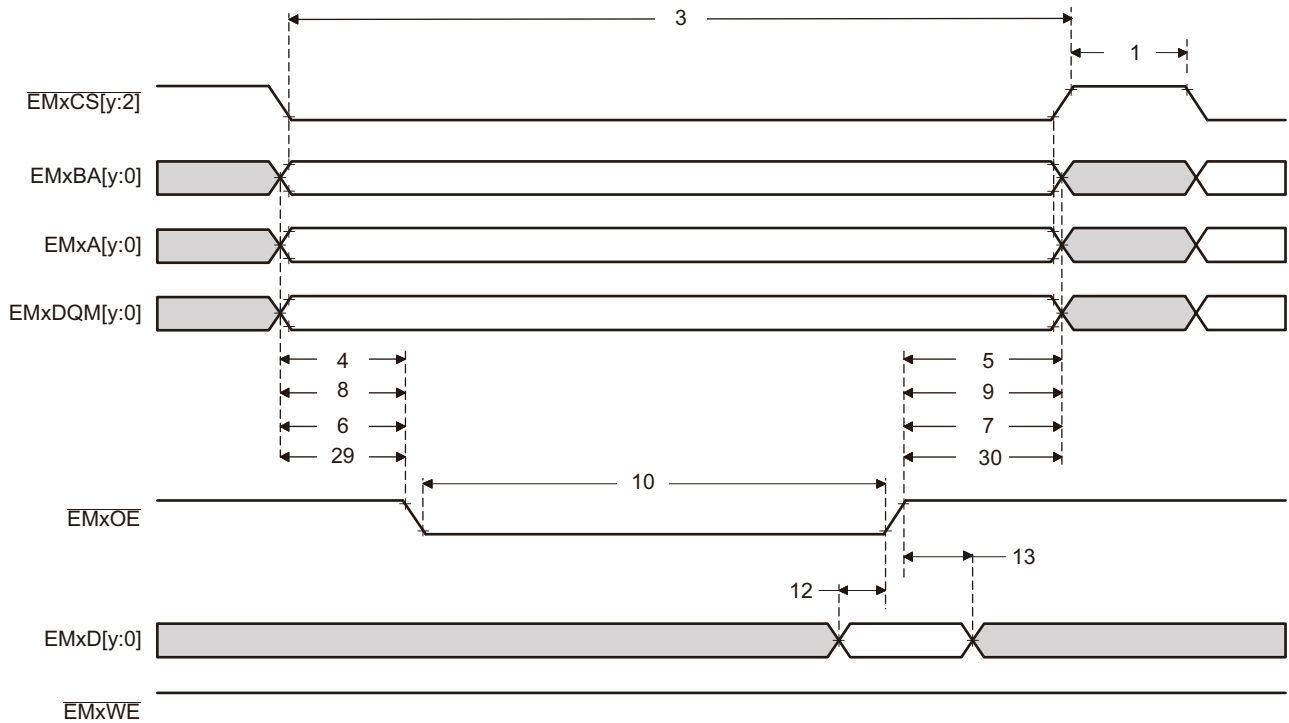 3
1
EMxCS[y:2]
EMxBA[y:0]
EMxA[y:0]
EMxDQM[y:0]
4 5
8 9
6 7
29 30
10
EMxOE
13
12
EMxD[y:0]
EMxWE